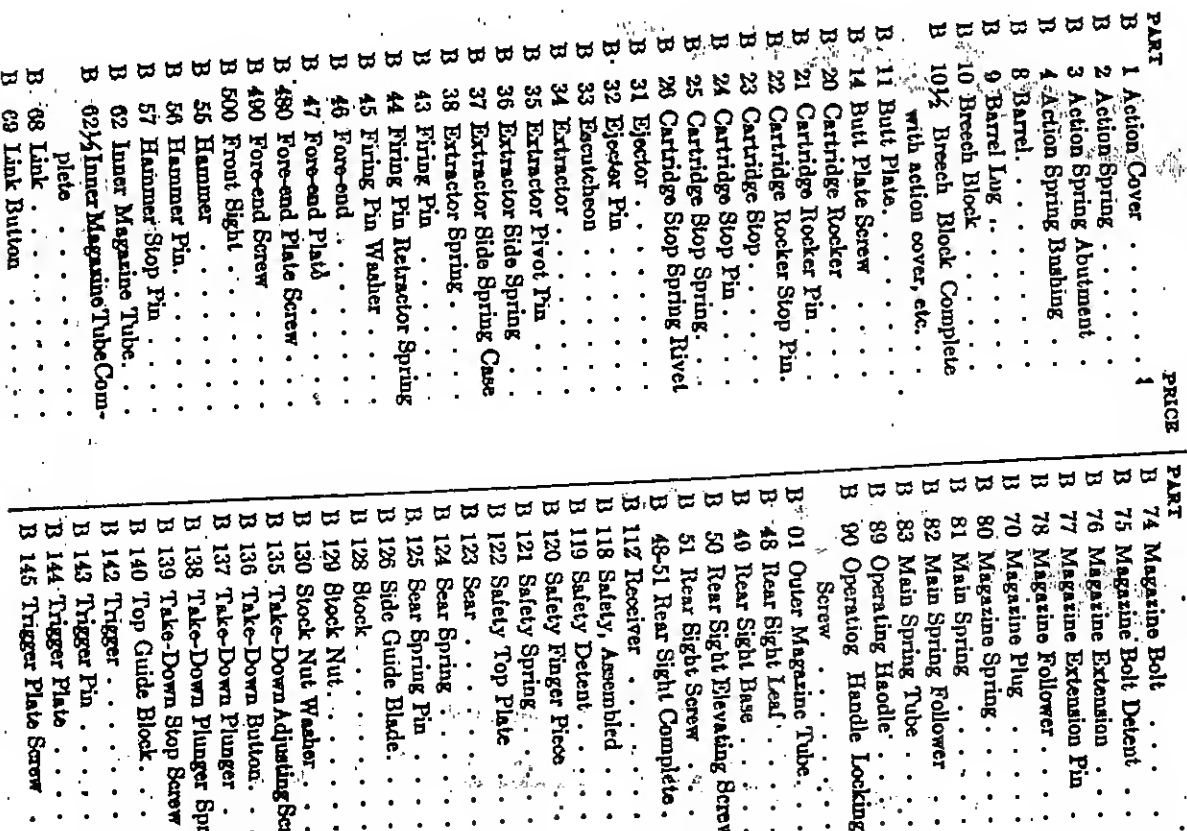 PART PRICE
B 1 Action Cover . . . . .
B 2 Action Spring . . . .
B 3 Action Spring Abutment .
B 4 Action Spring Bushing .
B 8 Barrel. . . . . .
B 9 Barrel Lug . . . . .
B 10 Breech Block . . . .
B 10½ Breech Block Complete
with action cover, etc. . .
B 11 Butt Plate. . . . .
B 14 Butt Plate Screw . . .
B 20 Cartridge Rocker . . .
B 21 Cartridge Rocker Pin . .
B 22 Cartridge Rocker Stop Pin.
B 23 Cartridge Stop . . . .
B 24 Cartridge Stop Pin . . .
B 25 Cartridge Stop Spring. . .
B 26 Cartridge Stop Spring Rivet
B 31 Ejector . . . . .
B 32 Ejector Pin . . . . .
B 33 Escutcheon . . . . .
B 34 Extractor . . . . .
B 35 Extractor Pivot Pin . . .
B 36 Extractor Side Spring . .
B 37 Extractor Side Spring Case
B 38 Extractor Spring. . . .
B 43 Firing Pin . . . . .
B 44 Firing Pin Retractor Spring
B 45 Firing Pin Washer . . .
B 46 Fore-end . . . . .
B 47 Fore-end Plate . . . .
B 480 Fore-end Plate Screw . . .
B 490 Fore-end Screw . . . .
B 500 Front Sight . . . . .
B 55 Hammer . . . . .
B 56 Hammer Pin. . . . .
B 57 Hammer Stop Pin . . .
B 62 Inner Magazine Tube. . .
B 62½ Inner Magazine Tube Com-
plete . . . . .
B 68 Link . . . . .
B 69 Link Button . . . . .
PART
B 74 Magazine Bolt . . .
B 75 Magazine Bolt Detent .
B 76 Magazine Extension . .
B 77 Magazine Extension Pin
B 78 Magazine Follower . .
B 70 Magazine Plug . . .
B 80 Magazine Spring . . .
B 81 Main Spring . . . .
B 82 Main Spring Follower .
B 83 Main Spring Tube . .
B 89 Operating Handle . . .
B 90 Operating Handle Locking
Screw . . . . .
B 01 Outer Magazine Tube. .
B 48 Rear Sight Leaf . . .
B 49 Rear Sight Base . . .
B 50 Rear Sight Elevating Screw
B 51 Rear Sight Screw . . .
B 48-51 Rear Sight Complete .
B 112 Receiver . . . . .
B 118 Safety, Assembled . .
B 119 Safety Detent . . . .
B 120 Safety Finger Piece . .
B 121 Safety Spring . . . .
B 122 Safety Top Plate . . .
B 123 Sear . . . . .
B 124 Sear Spring . . . .
B 125 Sear Spring Pin . . .
B 126 Side Guide Blade. . .
B 128 Stock . . . . .
B 129 Stock Nut . . . . .
B 130 Stock Nut Washer . . .
B 135 Take-Down Adjusting Scr
B 136 Take-Down Button. . .
B 137 Take-Down Plunger . .
B 138 Take-Down Plunger Spr
B 139 Take-Down Stop Screw
B 140 Top Guide Block. . .
B 142 Trigger . . . . .
B 143 Trigger Pin . . . .
B 144 Trigger Plate . . . .
B 145 Trigger Plate Screw .